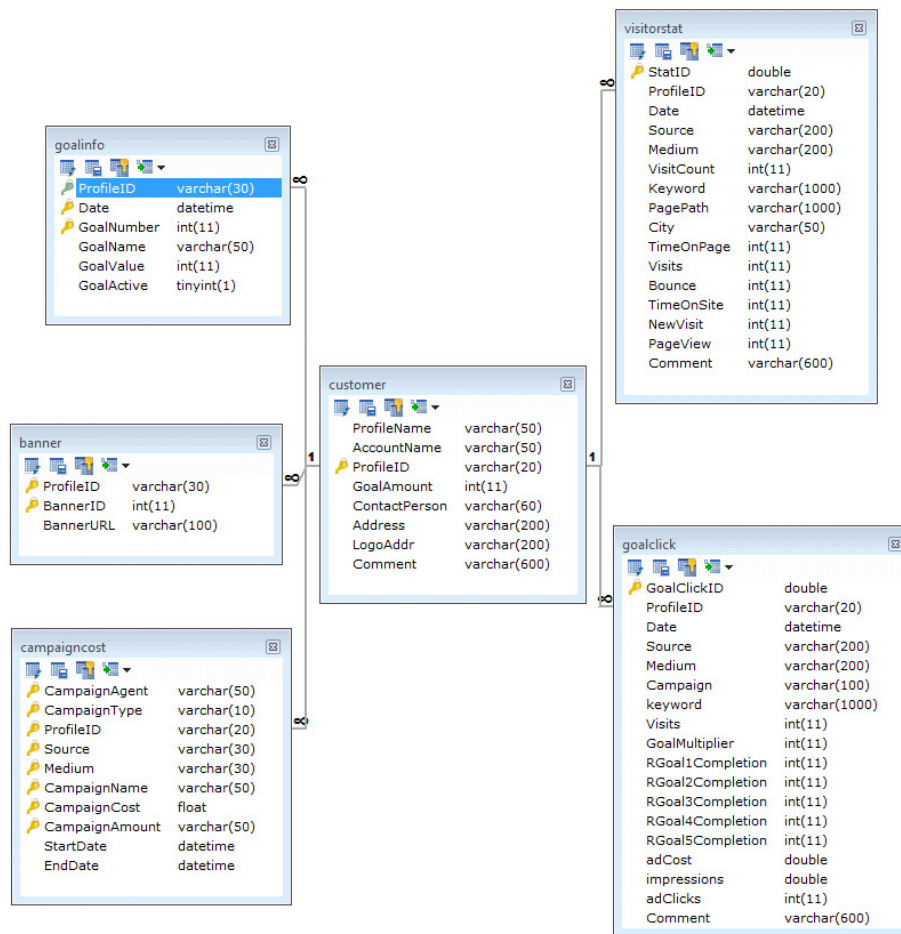 visitorstat
StatID double
ProfileID varchar(20)
Date datetime
Source varchar(200)
Medium varchar(200)
VisitCount int(11)
Keyword varchar(1000)
PagePath varchar(1000)
City varchar(50)
TimeOnPage int(11)
Visits int(11)
Bounce int(11)
TimeOnSite int(11)
NewVisit int(11)
PageView int(11)
Comment varchar(600)
goalinfo
ProfileID varchar(30)
Date datetime
GoalNumber int(11)
GoalName varchar(50)
GoalValue int(11)
GoalActive tinyint(1)
∞
∞
customer
ProfileName varchar(50)
AccountName varchar(50)
ProfileID varchar(20)
GoalAmount int(11)
ContactPerson varchar(60)
Address varchar(200)
LogoAddr varchar(200)
Comment varchar(600)
1
1
banner
ProfileID varchar(30)
BannerID int(11)
BannerURL varchar(100)
∞
goalclick
GoalClickID double
ProfileID varchar(20)
Date datetime
Source varchar(200)
Medium varchar(200)
Campaign varchar(100)
keyword varchar(1000)
Visits int(11)
GoalMultiplier int(11)
RGoal1Completion int(11)
RGoal2Completion int(11)
RGoal3Completion int(11)
RGoal4Completion int(11)
RGoal5Completion int(11)
adCost double
impressions double
adClicks int(11)
Comment varchar(600)
∞
campaigncost
CampaignAgent varchar(50)
CampaignType varchar(10)
ProfileID varchar(20)
Source varchar(30)
Medium varchar(30)
CampaignName varchar(50)
CampaignCost float
CampaignAmount varchar(50)
StartDate datetime
EndDate datetime
∞